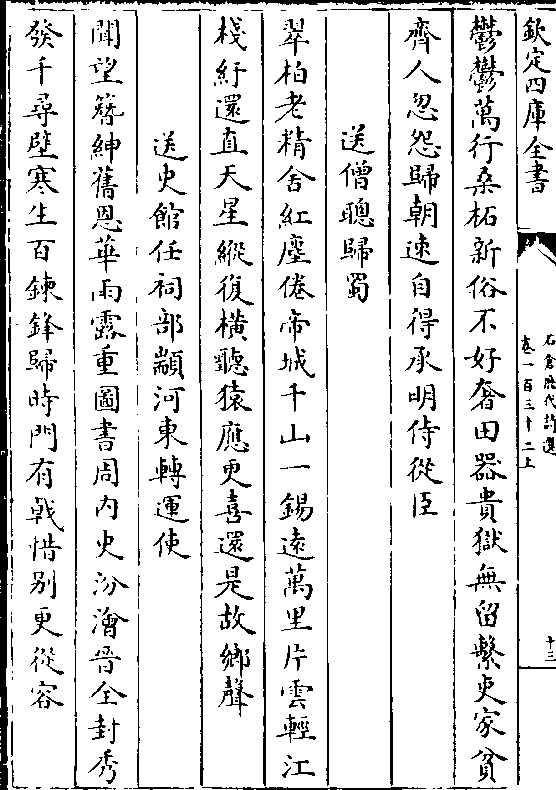 欽定四庫全書
石倉歷代詩選
卷一百三十二上
十三
鬱鬱萬行桑柘新俗不好奢田器貴獄無留繫吏家貧
齊人忽怨歸朝速自得承明侍從臣
送僧聰歸蜀
翠柏老精舍紅塵倦帝城千山一錫遠萬里片雲輕江
棧紆還直天星縱復橫聽猿應更喜還是故鄉聲
送史館任祠部顓河東轉運使
聞望簪紳舊恩華雨露重圖書周內史汾澮晉全封秀
發千尋壁寒生百鍊鋒歸時門有戟惜别更從容